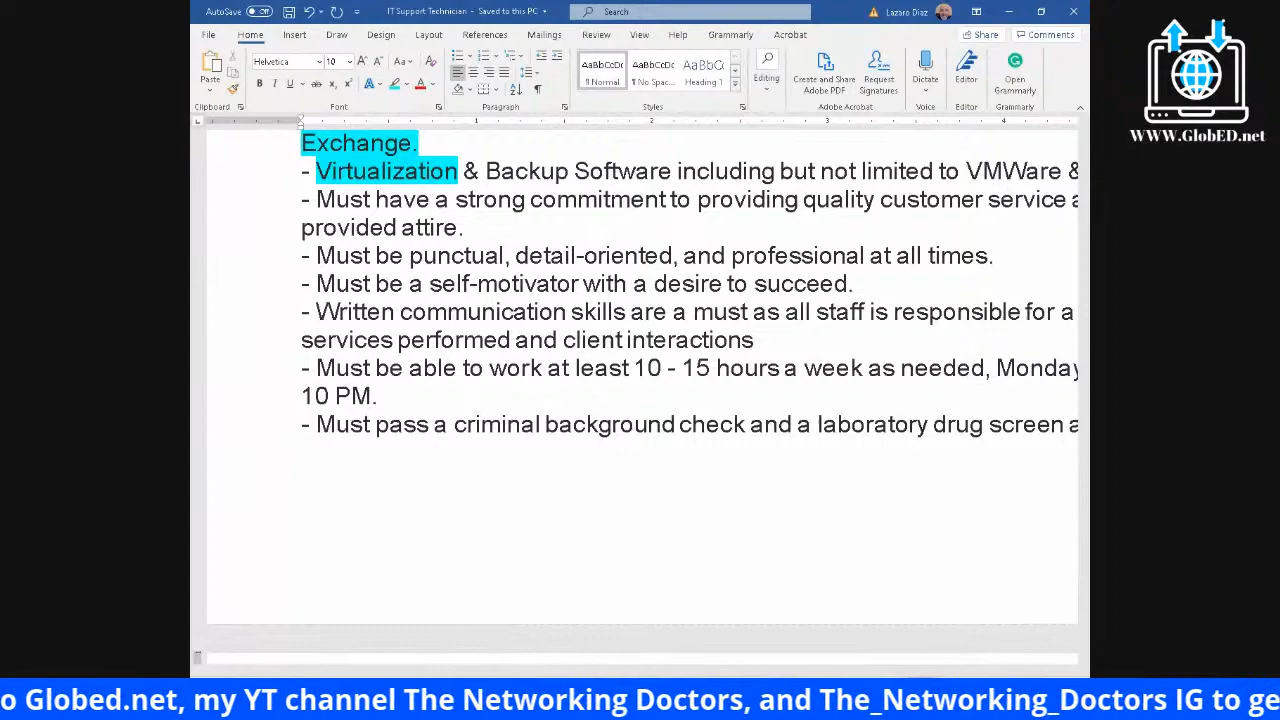 AutoSave Off IT Support Technician - Saved to this PC Search Lazaro Diaz
File Home Insert Draw Design Layout References Mailings Review View Help Grammarly Acrobat Share Comments
Helvetica 10
Paste
AaBbCcDc AaBbCcDc AaBbCc
Normal No Spac... Heading 1
Editing
Create and Share Adobe PDF
Request Signatures
Dictate
Editor
Open Grammarly
Clipboard Font Paragraph Styles Adobe Acrobat Voice Editor Grammarly
1 2 3 4
Exchange.
- Virtualization & Backup Software including but not limited to VMWare &
- Must have a strong commitment to providing quality customer service a
provided attire.
- Must be punctual, detail-oriented, and professional at all times.
- Must be a self-motivator with a desire to succeed.
- Written communication skills are a must as all staff is responsible for a
services performed and client interactions
- Must be able to work at least 10 - 15 hours a week as needed, Monday
10 PM.
- Must pass a criminal background check and a laboratory drug screen a
WWW.GlobED.net
o Globed.net, my YT channel The Networking Doctors, and The_Networking_Doctors IG to ge